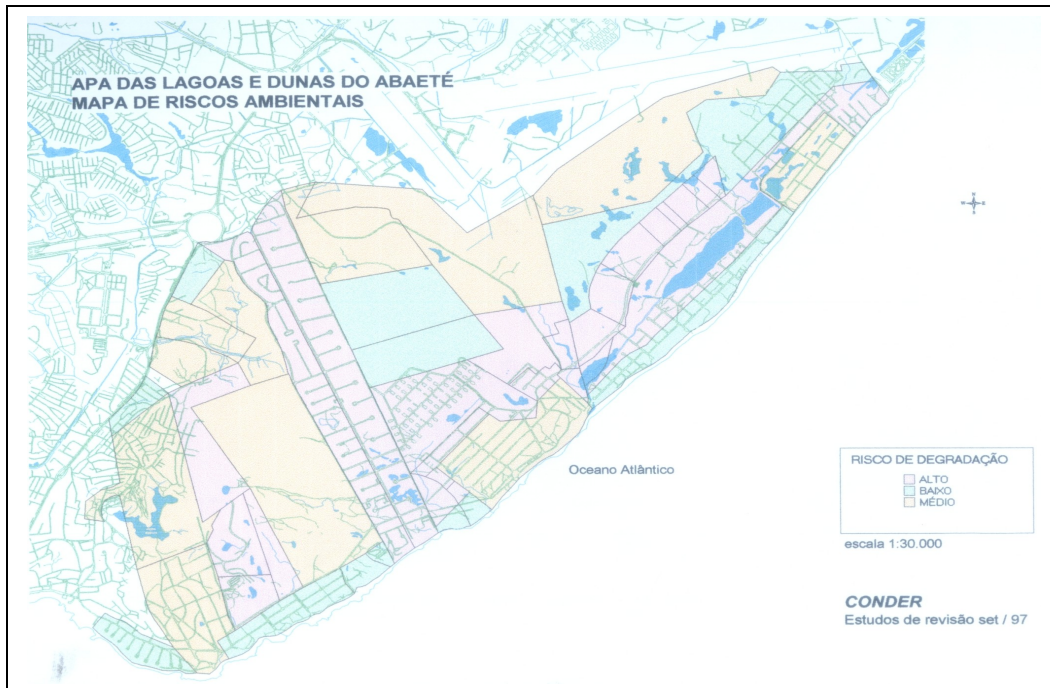 APA DAS LAGOAS E DUNAS DO ABAETÉ
MAPA DE RISCOS AMBIENTAIS
Oceano Atlântico
RISCO DE DEGRADAÇÃO
ALTO
BAIXO
MÉDIO
escala 1:30.000
CONDER
Estudos de revisão set / 97